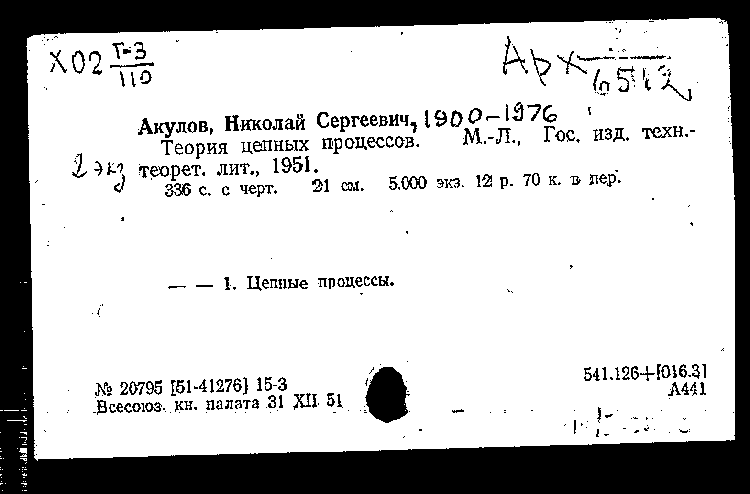 Х02 Г-3/110
Арх 6512
Акулов, Николай Сергеевич, 1900-1976
Теория цепных процессов. М.-Л., Гос. изд. техн.-
2 экз теорет. лит., 1951.
336 с. с черт. 21 см. 5.000 экз. 12 р. 70 к. в пер.
— — 1. Цепные процессы.
541.126+[016.3]
А441
№ 20795 [51-41276] 15-3
Всесоюз. кн. палата 31 XII 51